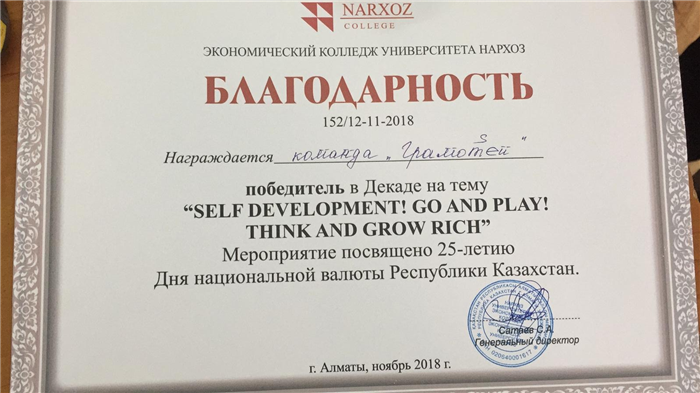 NARXOZ
COLLEGE
ЭКОНОМИЧЕСКИЙ КОЛЛЕДЖ УНИВЕРСИТЕТА НАРХОЗ
БЛАГОДАРНОСТЬ
152/12-11-2018
Награждается команда „Грамотей“
победитель в Декаде на тему
“SELF DEVELOPMENT! GO AND PLAY!
THINK AND GROW RICH”
Мероприятие посвящено 25-летию
Дня национальной валюты Республики Казахстан.
Сатаев С.А.
Генеральный директор
г. Алматы, ноябрь 2018 г.